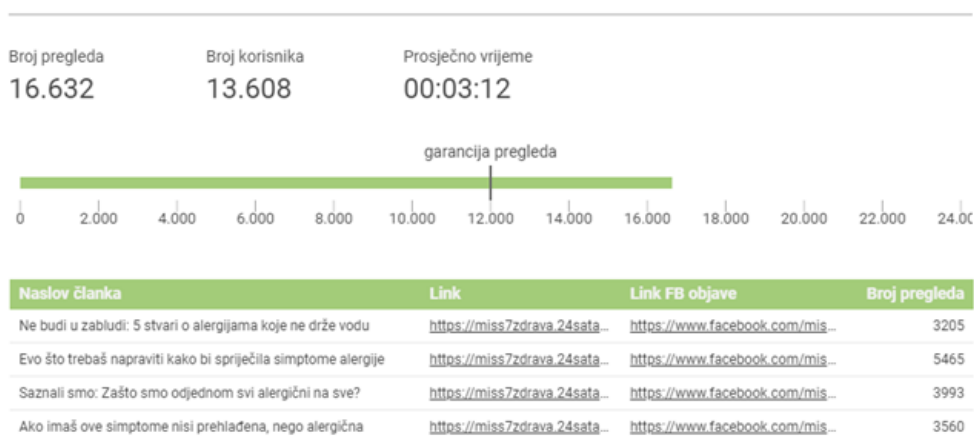 Broj pregleda Broj korisnika Prosječno vrijeme
16.632 13.608 00:03:12
garancija pregleda
0 2.000 4.000 6.000 8.000 10.000 12.000 14.000 16.000 18.000 20.000 22.000 24.00
Naslov članka Link Link FB objave Broj pregleda
Ne budi u zabludi: 5 stvari o alergijama koje ne drže vodu https://miss7zdrava.24sata... https://www.facebook.com/mis... 3205
Evo što trebaš napraviti kako bi spriječila simptome alergije https://miss7zdrava.24sata... https://www.facebook.com/mis... 5465
Saznali smo: Zašto smo odjednom svi alergični na sve? https://miss7zdrava.24sata... https://www.facebook.com/mis... 3993
Ako imaš ove simptome nisi prehlađena, nego alergična https://miss7zdrava.24sata... https://www.facebook.com/mis... 3560